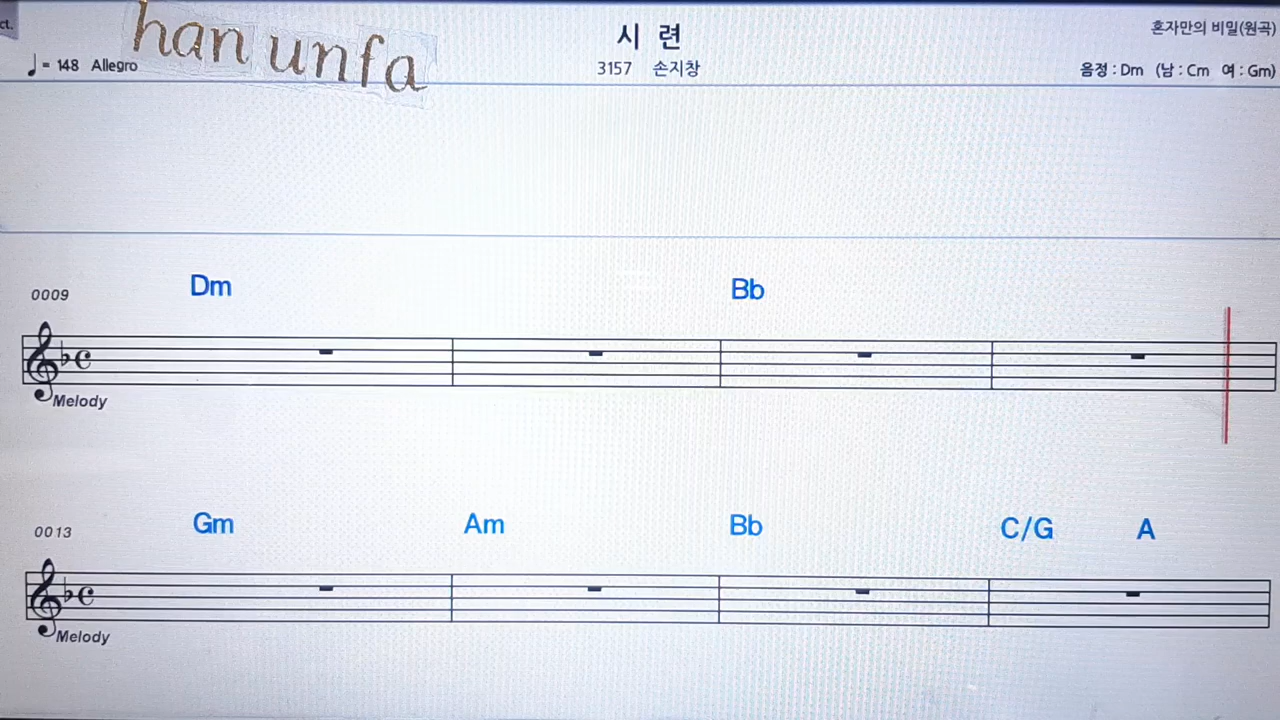 ct.
han unfa
시 련
혼자만의 비밀(원곡)
♩= 148 Allegro
3157 손지창
음정 : Dm (남 : Cm 여 : Gm)
Dm Bb
0009
Melody
Gm Am Bb C/G A
0013
Melody